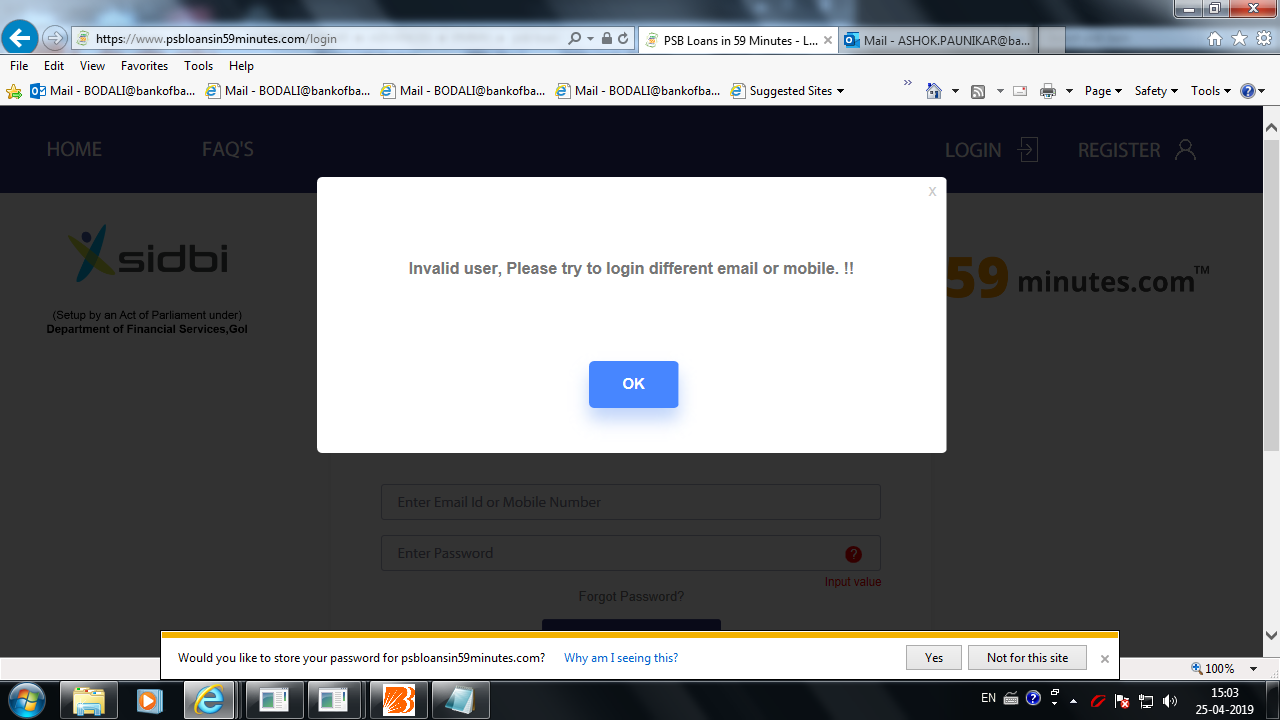 https://www.psbloansin59minutes.com/login
PSB Loans in 59 Minutes - L...
Mail - ASHOK.PAUNIKAR@ba...
File Edit View Favorites Tools Help
Mail - BODALI@bankofba... Mail - BODALI@bankofba... Mail - BODALI@bankofba... Mail - BODALI@bankofba... Suggested Sites
Page Safety Tools
HOME FAQ'S LOGIN REGISTER
X
sidbi
(Setup by an Act of Parliament under)
Department of Financial Services,GoI
59 minutes.com™
Invalid user, Please try to login different email or mobile. !!
OK
Enter Email Id or Mobile Number
Enter Password
?
Input value
Forgot Password?
Would you like to store your password for psbloansin59minutes.com? Why am I seeing this? Yes Not for this site
100%
EN
15:03
25-04-2019